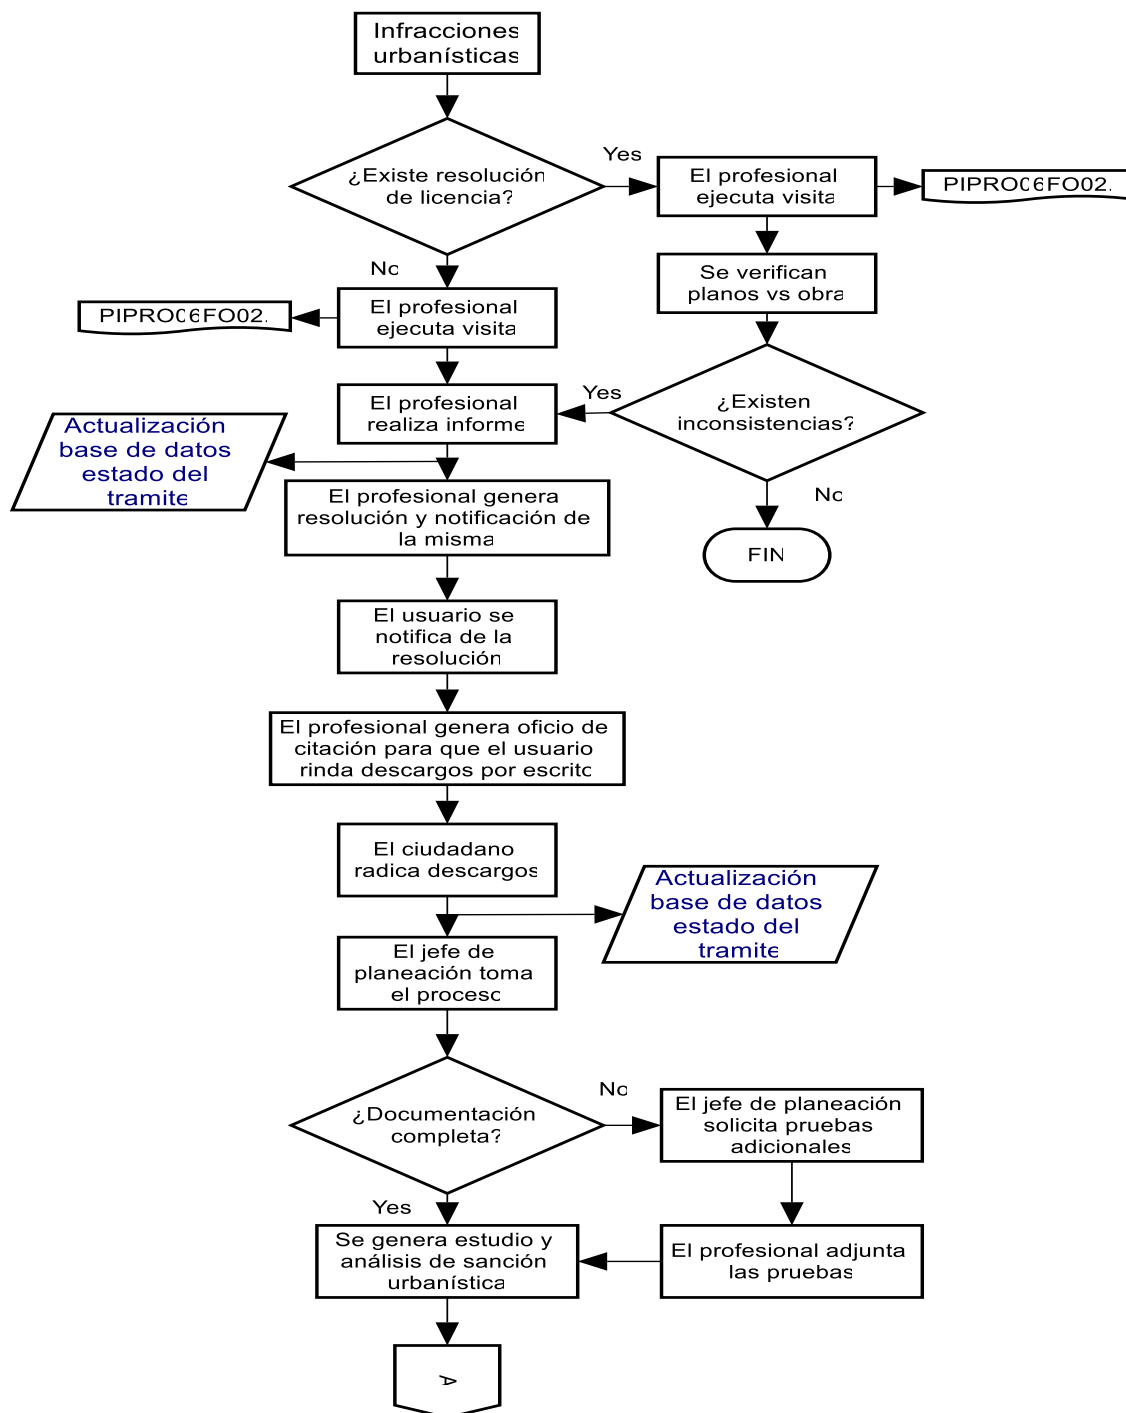 Infracciones
urbanísticas
¿Existe resolución
de licencia?
Yes
El profesional
ejecuta visita
PIPRO06FO02.
No
Se verifican
planos vs obra
El profesional
ejecuta visita
PIPRO06FO02.
¿Existen
inconsistencias?
Yes
El profesional
realiza informe
Actualización
base de datos
estado del
tramite
No
FIN
El profesional genera
resolución y notificación de
la misma
El usuario se
notifica de la
resolución
El profesional genera oficio de
citación para que el usuario
rinda descargos por escrito
El ciudadano
radica descargos
Actualización
base de datos
estado del
tramite
El jefe de
planeación toma
el proceso
¿Documentación
completa?
No
El jefe de planeación
solicita pruebas
adicionales
Yes
Se genera estudio y
análisis de sanción
urbanística
El profesional adjunta
las pruebas
A